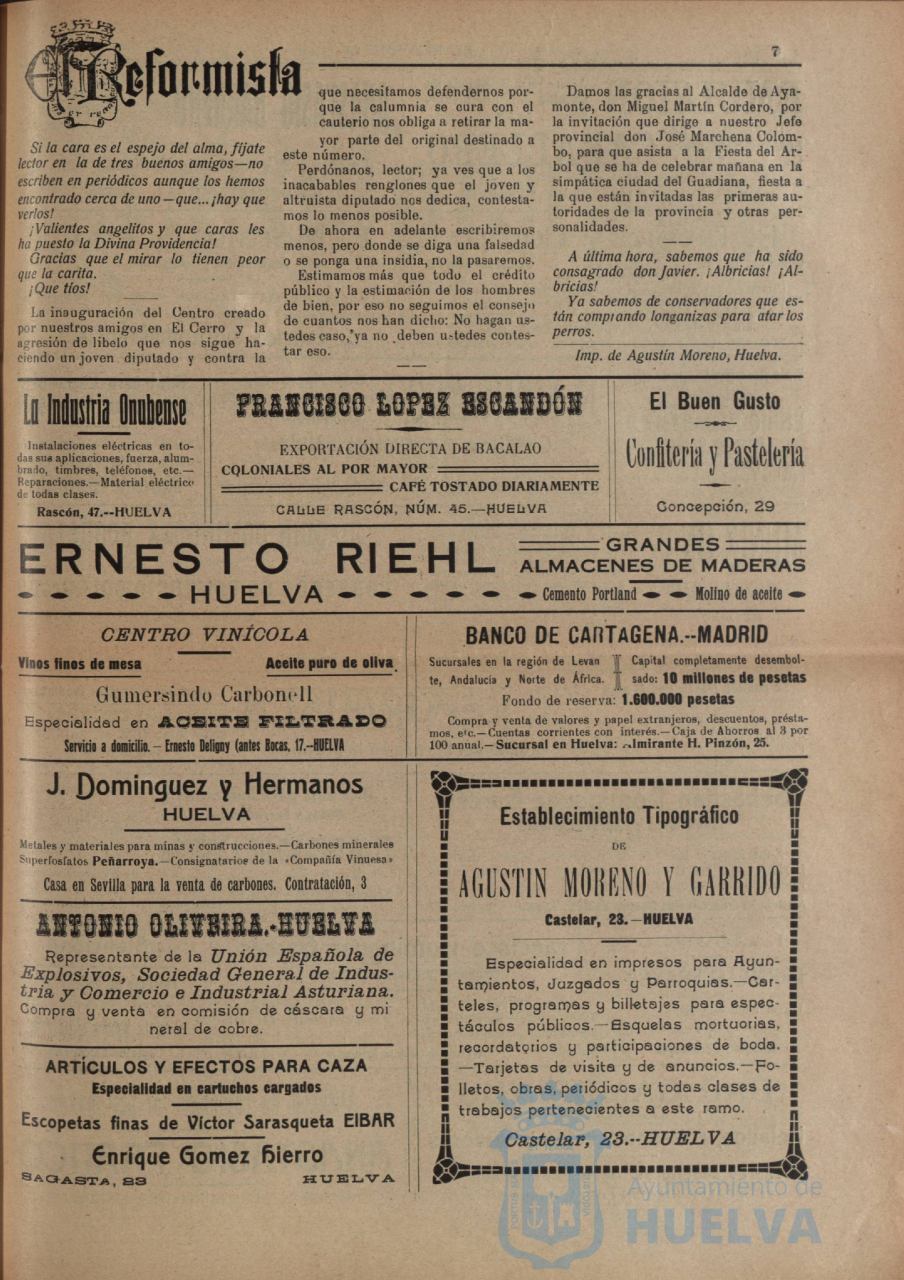 El Reformista
7
Si la cara es el espejo del alma, fíjate
lector en la de tres buenos amigos—no
escriben en periódicos aunque los hemos
encontrado cerca de uno—que... ¡hay que
verlos!
¡Valientes angelitos y que caras les
ha puesto la Divina Providencia!
Gracias que el mirar lo tienen peor
que la carita.
¡Que tíos!
La inauguración del Centro creado
por nuestros amigos en El Cerro y la
agresión de libelo que nos sigue ha-
ciendo un joven diputado y contra la
que necesitamos defendernos por-
que la calumnia se cura con el
cauterio nos obliga a retirar la ma-
yor parte del original destinado a
este número.
Perdónanos, lector; ya ves que a los
inacabables renglones que el joven y
altruista diputado nos dedica, contesta-
mos lo menos posible.
De ahora en adelante escribiremos
menos, pero donde se diga una falsedad
o se ponga una insidia, no la pasaremos.
Estimamos más que todo el crédito
público y la estimación de los hombres
de bien, por eso no seguimos el consejo
de cuantos nos han dicho: No hagan us-
tedes caso, ya no deben ustedes contes-
tar eso.
Damos las gracias al Alcalde de Aya-
monte, don Miguel Martín Cordero, por
la invitación que dirige a nuestro Jefe
provincial don José Marchena Colom-
bo, para que asista a la Fiesta del Ar-
bol que se ha de celebrar mañana en la
simpática ciudad del Guadiana, fiesta a
la que están invitadas las primeras au-
toridades de la provincia y otras per-
sonalidades.
A última hora, sabemos que ha sido
consagrado don Javier. ¡Albricias! ¡Al-
bricias!
Ya sabemos de conservadores que es-
tán comprando longanizas para atar los
perros.
Imp. de Agustín Moreno, Huelva.
La Industria Onubense
Instalaciones eléctricas en to-
das sus aplicaciones, fuerza, alum-
brado, timbres, teléfonos, etc.—
Reparaciones.—Material eléctrico
de todas clases.
Rascón, 47.--HUELVA
FRANCISCO LOPEZ ESCANDÓN
EXPORTACIÓN DIRECTA DE BACALAO
COLONIALES AL POR MAYOR
CAFÉ TOSTADO DIARIAMENTE
CALLE RASCÓN, NÚM. 45.—HUELVA
El Buen Gusto
Confitería y Pastelería
Concepción, 29
ERNESTO RIEHL
HUELVA
GRANDES
ALMACENES DE MADERAS
Cemento Portland
Molino de aceite
CENTRO VINÍCOLA
Vinos finos de mesa
Aceite puro de oliva
Gumersindo Carbonell
Especialidad en ACEITE FILTRADO
Servicio a domicilio.—Ernesto Deligny (antes Bocas, 17.--HUELVA
BANCO DE CARTAGENA.--MADRID
Sucursales en la región de Levan
te, Andalucía y Norte de África.
Capital completamente desembol-
sado: 10 millones de pesetas
Fondo de reserva: 1.600.000 pesetas
Compra y venta de valores y papel extranjeros, descuentos, présta-
mos, etc.—Cuentas corrientes con interés.—Caja de Ahorros al 3 por
100 anual.—Sucursal en Huelva: Almirante H. Pinzón, 25.
J. Dominguez y Hermanos
HUELVA
Metales y materiales para minas y construcciones.—Carbones minerales
Superfosfatos Peñarroya.—Consignatarios de la «Compañía Vinuesa»
Casa en Sevilla para la venta de carbones. Contratación, 3
ANTONIO OLIVEIRA.-HUELVA
Representante de la Unión Española de
Explosivos, Sociedad General de Indus-
tria y Comercio e Industrial Asturiana.
Compra y venta en comisión de cáscara y mi
neral de cobre.
ARTÍCULOS Y EFECTOS PARA CAZA
Especialidad en cartuchos cargados
Escopetas finas de Víctor Sarasqueta EIBAR
Enrique Gomez Hierro
SAGASTA, 23
HUELVA
Establecimiento Tipográfico
DE
AGUSTIN MORENO Y GARRIDO
Castelar, 23.—HUELVA
Especialidad en impresos para Ayun-
tamientos, Juzgados y Parroquias.—Car-
teles, programas y billetajes para espec-
táculos públicos.—Esquelas mortuorias,
recordatorios y participaciones de boda.
—Tarjetas de visita y de anuncios.—Fo-
lletos, obras, periódicos y todas clases de
trabajos pertenecientes a este ramo.
Castelar, 23.--HUELVA
Ayuntamiento de
HUELVA